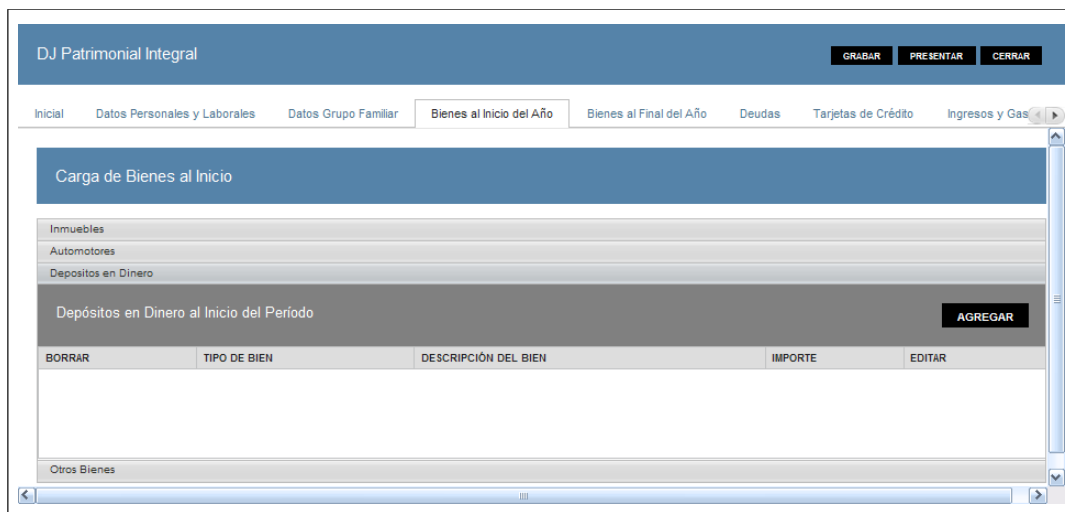 DJ Patrimonial Integral
GRABAR PRESENTAR CERRAR
Inicial Datos Personales y Laborales Datos Grupo Familiar Bienes al Inicio del Año Bienes al Final del Año Deudas Tarjetas de Crédito Ingresos y Gas
Carga de Bienes al Inicio
Inmuebles
Automotores
Depositos en Dinero
Depósitos en Dinero al Inicio del Período
AGREGAR
BORRAR TIPO DE BIEN DESCRIPCIÓN DEL BIEN IMPORTE EDITAR
Otros Bienes